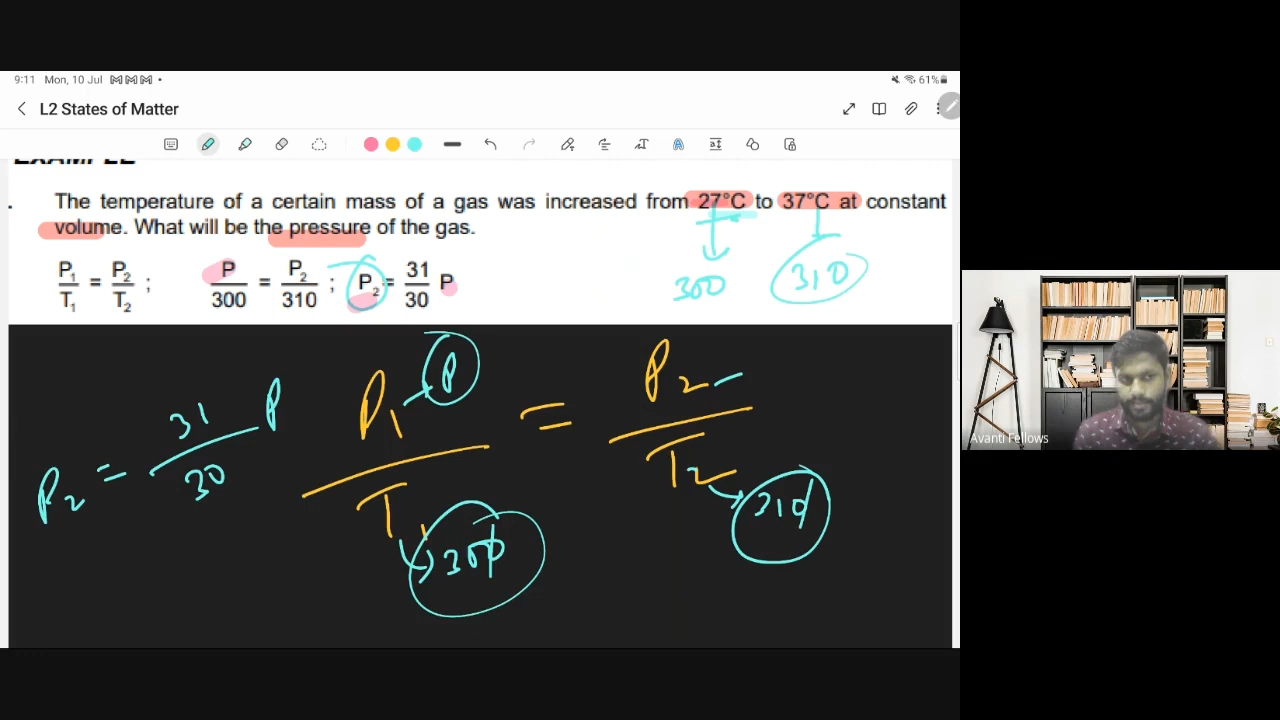 9:11 Mon, 10 Jul
61%
L2 States of Matter
EXAMPLE
The temperature of a certain mass of a gas was increased from 27°C to 37°C at constant
volume. What will be the pressure of the gas.
P₁/T₁ = P₂/T₂ ; P/300 = P₂/310 ; P₂ = 31/30 P
300 310
P₂ = 31/30 P
P₁ → P
P₁/T₁ = P₂/T₂
300 310
Avanti Fellows